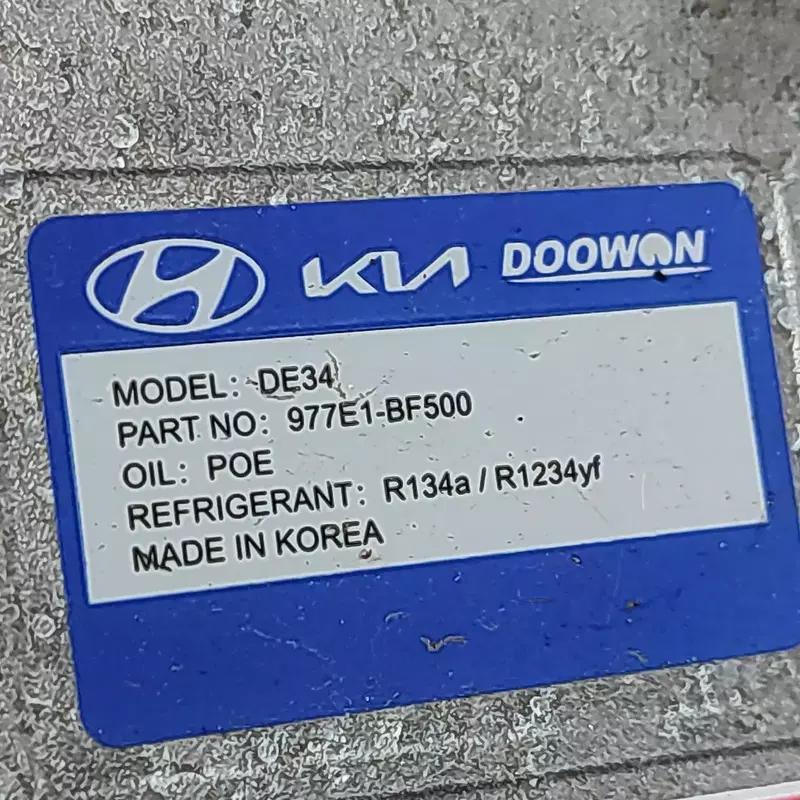 KIA DOOWON
MODEL: DE34
PART NO: 977E1-BF500
OIL: POE
REFRIGERANT: R134a / R1234yf
MADE IN KOREA